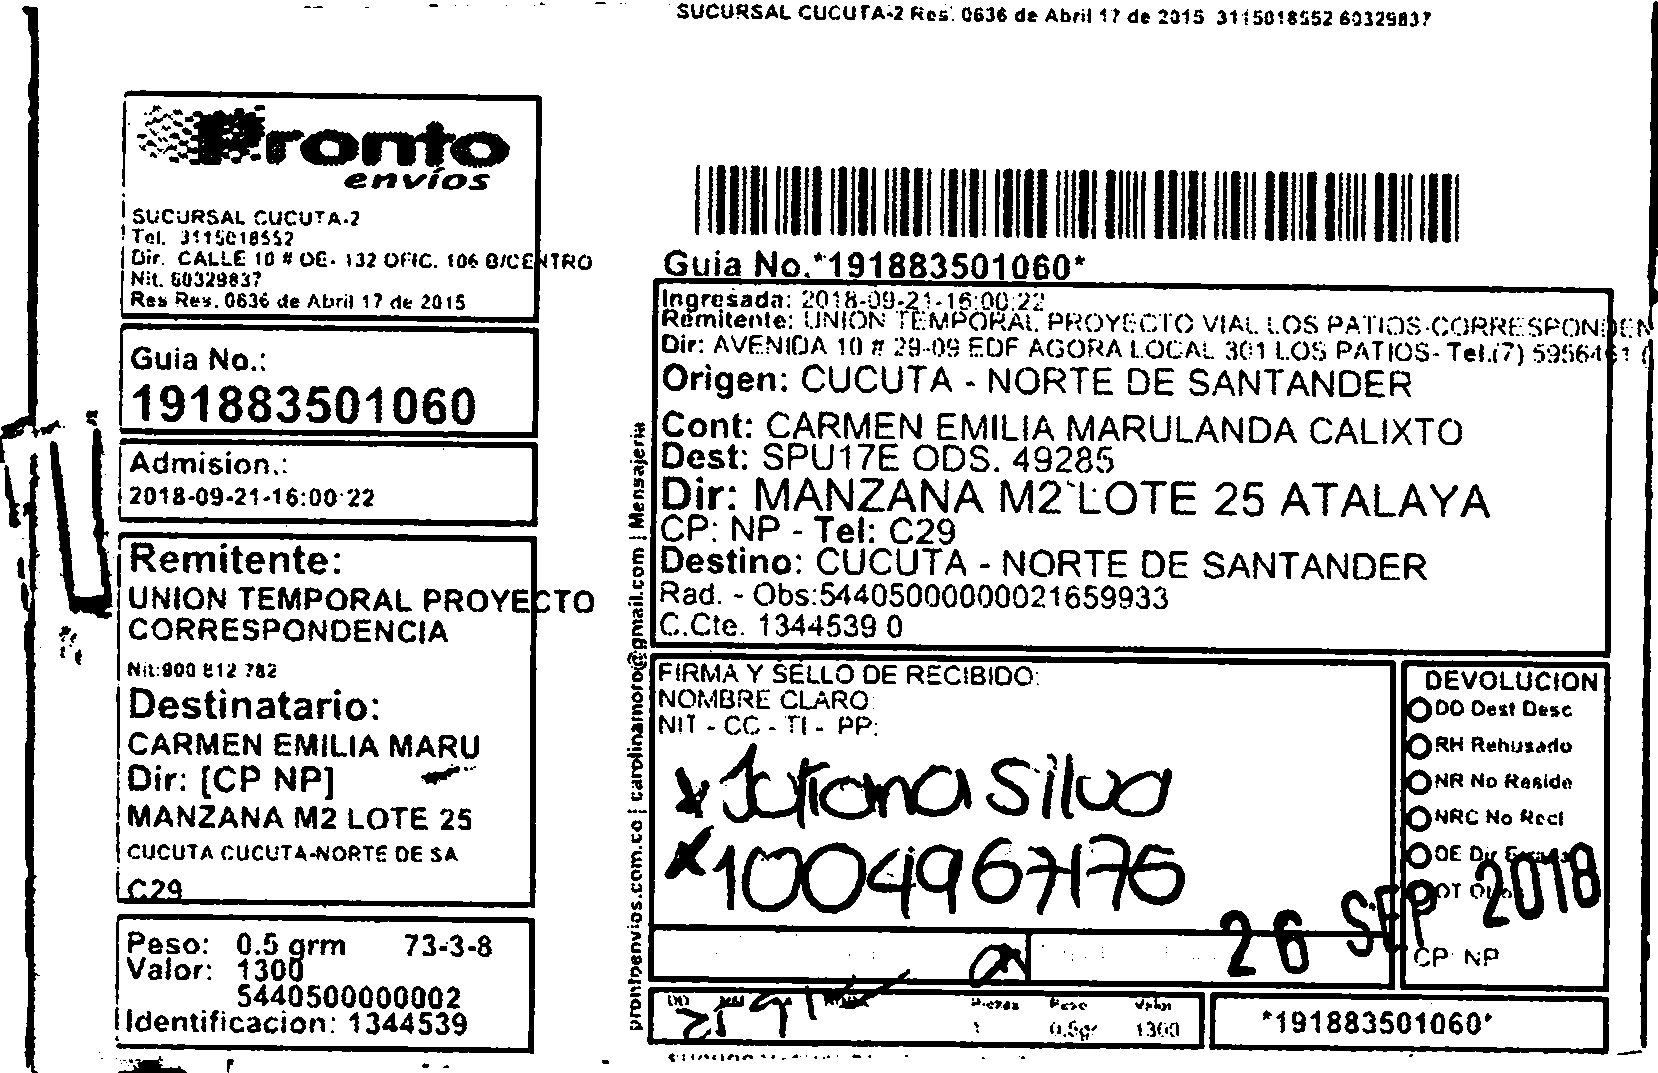 SUCURSAL CUCUTA-2 Res. 0636 de Abril 17 de 2015 3115018552 60329837
Pronto
envíos
SUCURSAL CUCUTA-2
Tel. 3115018552
Dir. CALLE 10 # OE- 132 OFIC. 106 B/CENTRO
Nit. 60329837
Res Res. 0636 de Abril 17 de 2015
Guia No.:
191883501060
Admision.:
2018-09-21-16:00:22
Remitente:
UNION TEMPORAL PROYECTO
CORRESPONDENCIA
Nit:900 812 782
Destinatario:
CARMEN EMILIA MARU
Dir: [CP NP]
MANZANA M2 LOTE 25
CUCUTA CUCUTA-NORTE DE SA
C29
Peso: 0.5 grm 73-3-8
Valor: 1300
5440500000002
Identificacion: 1344539
prontoenvios.com.co | carolinamoro@gmail.com | Mensajeria
Guia No.*191883501060*
Ingresada: 2018-09-21-16:00:22
Remitente: UNION TEMPORAL PROYECTO VIAL LOS PATIOS-CORRESPONDEN
Dir: AVENIDA 10 # 29-09 EDF AGORA LOCAL 301 LOS PATIOS- Tel.(7) 5956461 (
Origen: CUCUTA - NORTE DE SANTANDER
Cont: CARMEN EMILIA MARULANDA CALIXTO
Dest: SPU17E ODS. 49285
Dir: MANZANA M2 LOTE 25 ATALAYA
CP: NP - Tel: C29
Destino: CUCUTA - NORTE DE SANTANDER
Rad. - Obs:54405000000021659933
C.Cte. 1344539 0
FIRMA Y SELLO DE RECIBIDO:
NOMBRE CLARO:
NIT - CC - TI - PP:
x Juliana Silva
x 1004967176
26 SEP 2018
DEVOLUCION
DD Dest Desc
RH Rehusado
NR No Reside
NRC No Recl
DE Dir Errada
OT Otro
CP: NP
Piezas Peso Valor
1 0.5gr 1300
*191883501060*